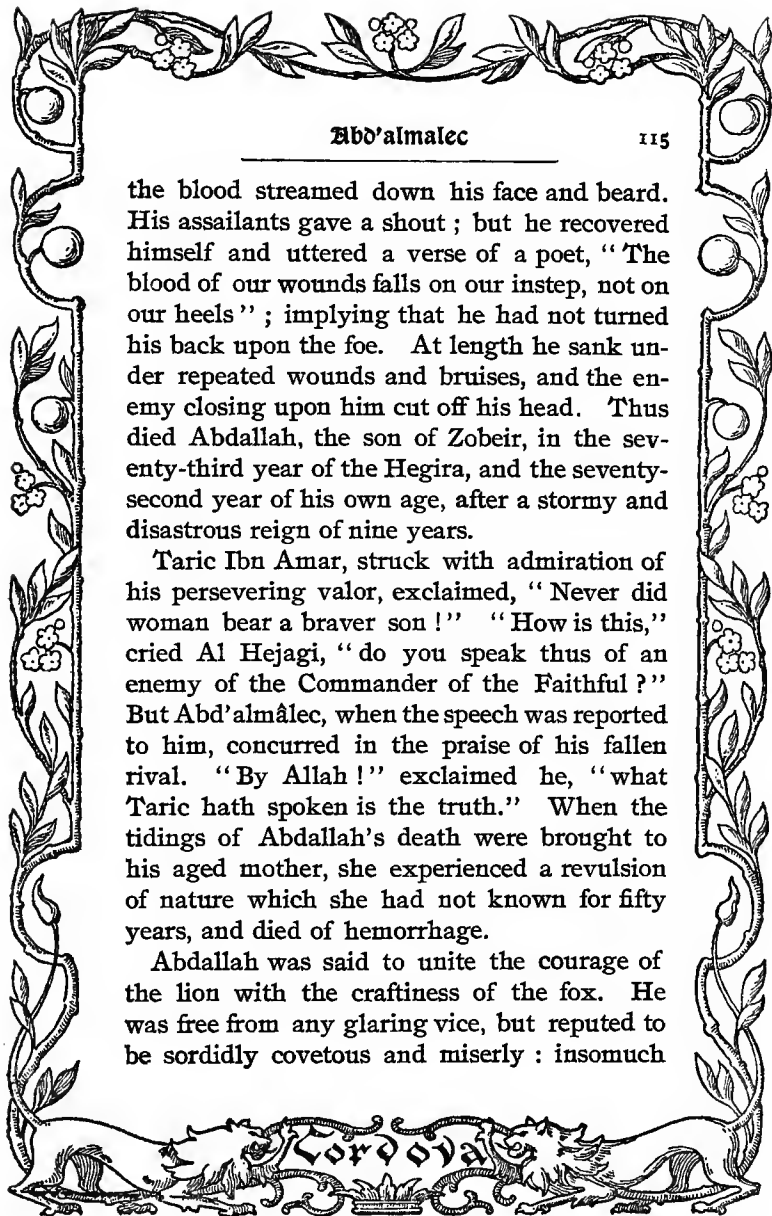 Abd'almalec 115
the blood streamed down his face and beard.
His assailants gave a shout ; but he recovered
himself and uttered a verse of a poet, “ The
blood of our wounds falls on our instep, not on
our heels ” ; implying that he had not turned
his back upon the foe. At length he sank un-
der repeated wounds and bruises, and the en-
emy closing upon him cut off his head. Thus
died Abdallah, the son of Zobeir, in the sev-
enty-third year of the Hegira, and the seventy-
second year of his own age, after a stormy and
disastrous reign of nine years.
Taric Ibn Amar, struck with admiration of
his persevering valor, exclaimed, “ Never did
woman bear a braver son !” “ How is this,”
cried Al Hejagi, “ do you speak thus of an
enemy of the Commander of the Faithful ?”
But Abd’almâlec, when the speech was reported
to him, concurred in the praise of his fallen
rival. “By Allah !” exclaimed he, “what
Taric hath spoken is the truth.” When the
tidings of Abdallah’s death were brought to
his aged mother, she experienced a revulsion
of nature which she had not known for fifty
years, and died of hemorrhage.
Abdallah was said to unite the courage of
the lion with the craftiness of the fox. He
was free from any glaring vice, but reputed to
be sordidly covetous and miserly : insomuch
Cordova